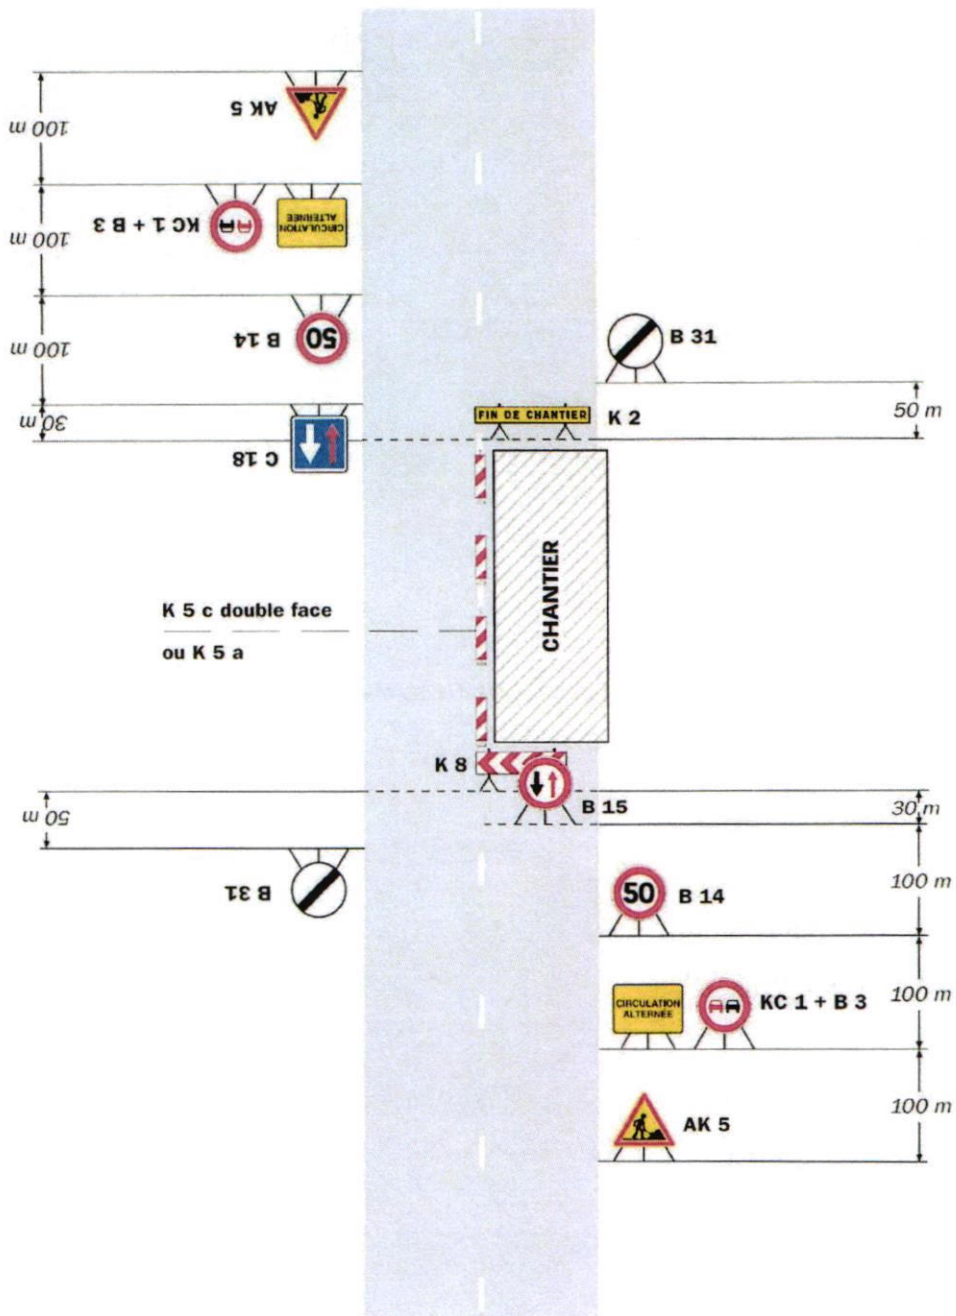 AK 5
100 m
KC 1 + B 3
CIRCULATION
ALTERNÉE
100 m
B 14
50
100 m
B 31
30 m
C 18
FIN DE CHANTIER
K 2
50 m
CHANTIER
K 5 c double face
ou K 5 a
K 8
B 15
50 m
30 m
B 31
50
B 14
100 m
CIRCULATION
ALTERNÉE
KC 1 + B 3
100 m
AK 5
100 m